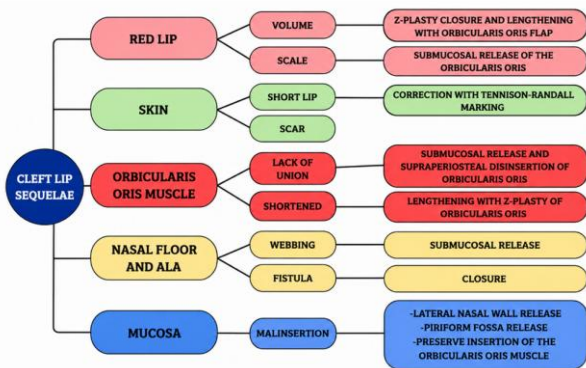 CLEFT LIP
SEQUELAE
RED LIP
VOLUME
Z-PLASTY CLOSURE AND LENGTHENING
WITH ORBICULARIS ORIS FLAP
SCALE
SUBMUCOSAL RELEASE OF THE
ORBICULARIS ORIS
SKIN
SHORT LIP
CORRECTION WITH TENNISON-RANDALL
MARKING
SCAR
ORBICULARIS
ORIS MUSCLE
LACK OF
UNION
SUBMUCOSAL RELEASE AND
SUPRAPERIOSTEAL DISINSERTION OF
ORBICULARIS ORIS
SHORTENED
LENGTHENING WITH Z-PLASTY OF
ORBICULARIS ORIS
NASAL FLOOR
AND ALA
WEBBING
SUBMUCOSAL RELEASE
FISTULA
CLOSURE
MUCOSA
MALINSERTION
-LATERAL NASAL WALL RELEASE
-PIRIFORM FOSSA RELEASE
-PRESERVE INSERTION OF THE
ORBICULARIS ORIS MUSCLE